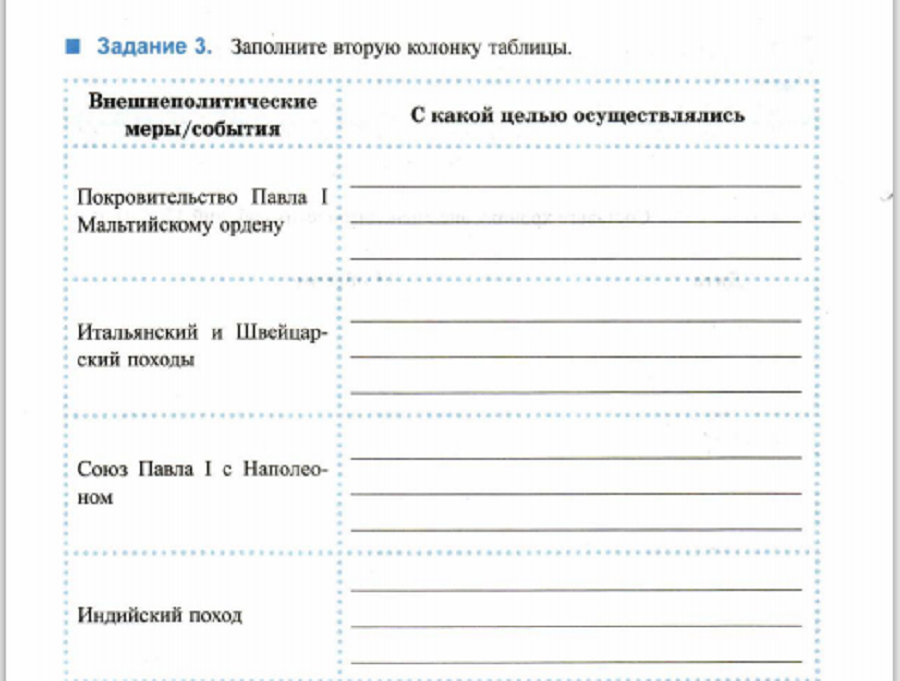 Задание 3. Заполните вторую колонку таблицы.
Внешнеполитические
меры/события
С какой целью осуществлялись
Покровительство Павла I
Мальтийскому ордену
Итальянский и Швейцар-
ский походы
Союз Павла I с Наполео-
ном
Индийский поход